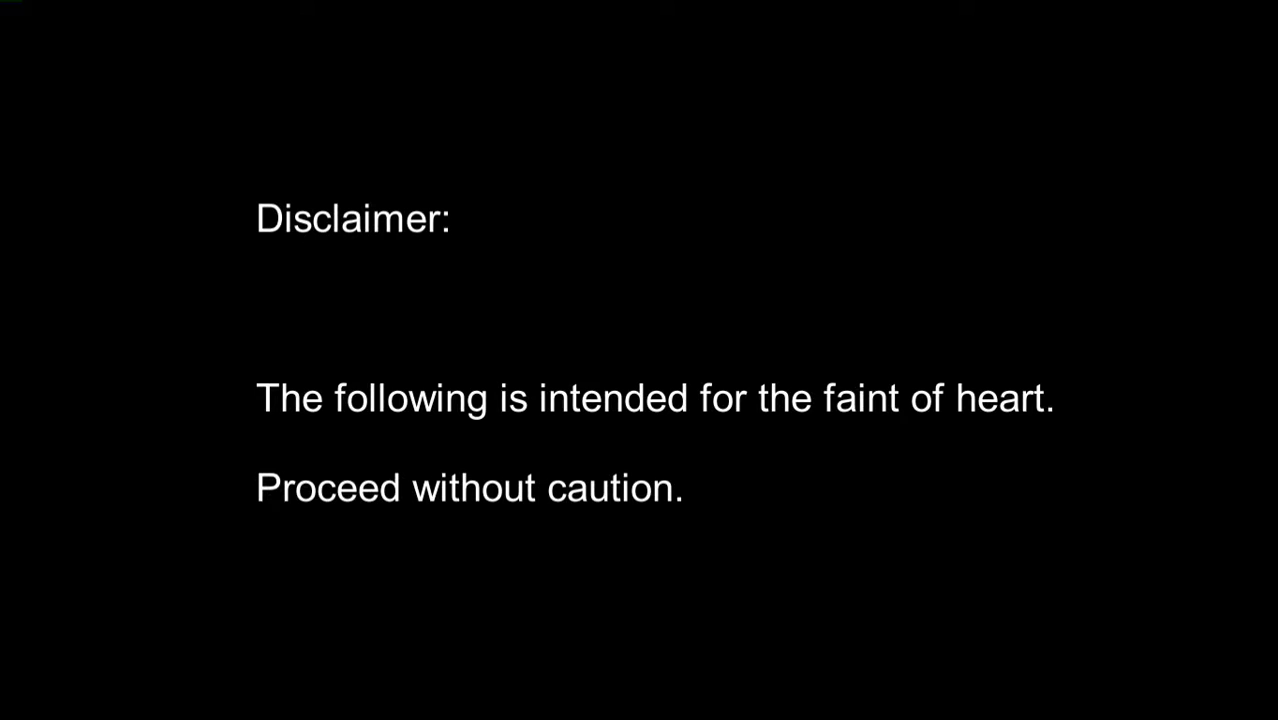 Disclaimer:
The following is intended for the faint of heart.
Proceed without caution.